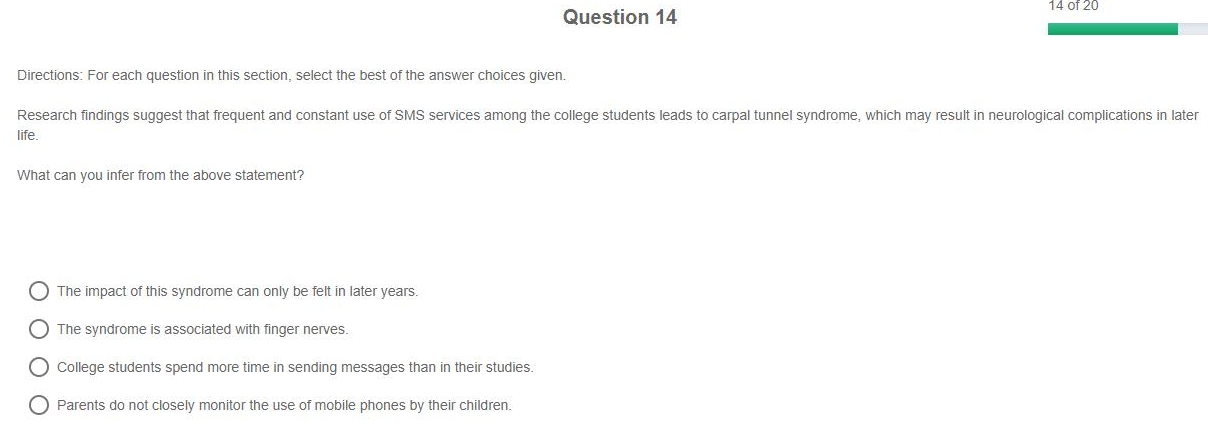 Question 14
14 of 20
Directions: For each question in this section, select the best of the answer choices given.
Research findings suggest that frequent and constant use of SMS services among the college students leads to carpal tunnel syndrome, which may result in neurological complications in later
life.
What can you infer from the above statement?
The impact of this syndrome can only be felt in later years.
The syndrome is associated with finger nerves.
College students spend more time in sending messages than in their studies.
Parents do not closely monitor the use of mobile phones by their children.